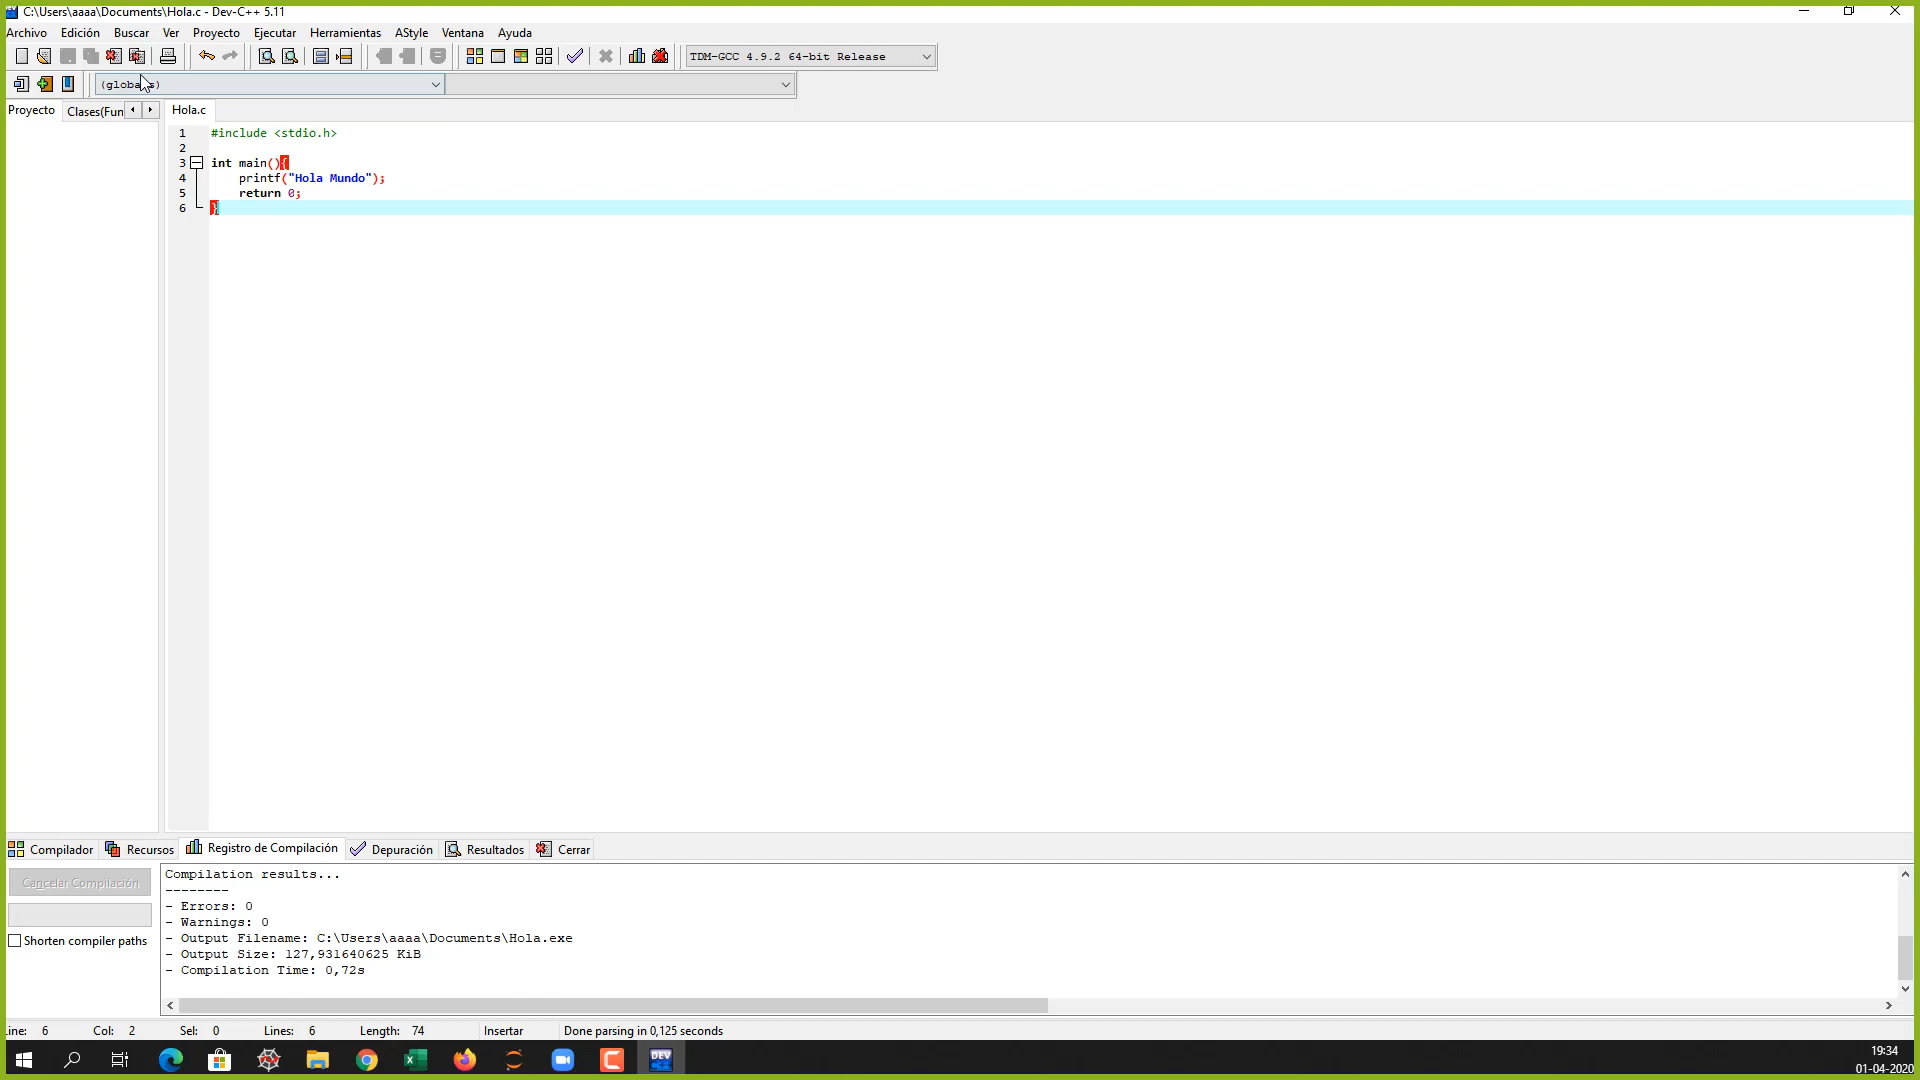 C:\Users\aaaa\Documents\Hola.c - Dev-C++ 5.11
Archivo Edición Buscar Ver Proyecto Ejecutar Herramientas AStyle Ventana Ayuda
TDM-GCC 4.9.2 64-bit Release
(globals)
Proyecto Clases(Fun Hola.c
1 #include <stdio.h>
2
3 int main(){
4 printf("Hola Mundo");
5 return 0;
6 }
Compilador Recursos Registro de Compilación Depuración Resultados Cerrar
Cancelar Compilación
Shorten compiler paths
Compilation results...
--------
- Errors: 0
- Warnings: 0
- Output Filename: C:\Users\aaaa\Documents\Hola.exe
- Output Size: 127,931640625 KiB
- Compilation Time: 0,72s
Line: 6 Col: 2 Sel: 0 Lines: 6 Length: 74 Insertar Done parsing in 0,125 seconds
DEV
19:34
01-04-2020